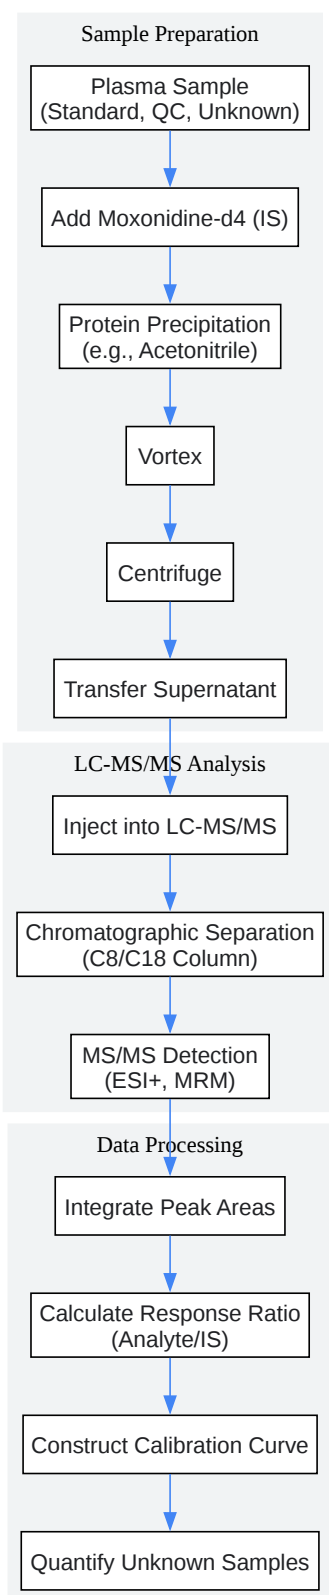 Sample Preparation
Plasma Sample
(Standard, QC, Unknown)
Add Moxonidine-d4 (IS)
Protein Precipitation
(e.g., Acetonitrile)
Vortex
Centrifuge
Transfer Supernatant
LC-MS/MS Analysis
Inject into LC-MS/MS
Chromatographic Separation
(C8/C18 Column)
MS/MS Detection
(ESI+, MRM)
Data Processing
Integrate Peak Areas
Calculate Response Ratio
(Analyte/IS)
Construct Calibration Curve
Quantify Unknown Samples